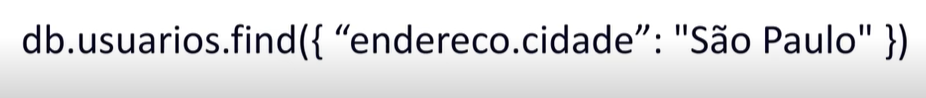 db.usuarios.find({ “endereco.cidade”: "São Paulo" })